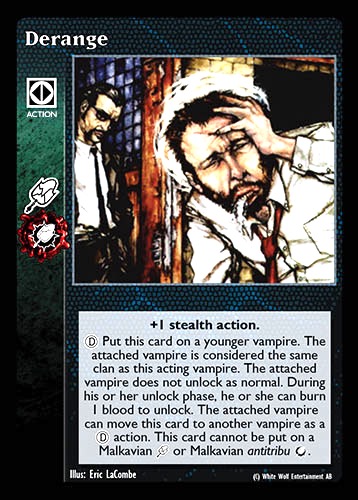 Derange
ACTION
+1 stealth action.
Ⓓ Put this card on a younger vampire. The
attached vampire is considered the same
clan as this acting vampire. The attached
vampire does not unlock as normal. During
his or her unlock phase, he or she can burn
1 blood to unlock. The attached vampire
can move this card to another vampire as a
Ⓓ action. This cannot be put on a
Malkavian or Malkavian antitribu.
Illus: Eric LaCombe (C) White Wolf Entertainment AB